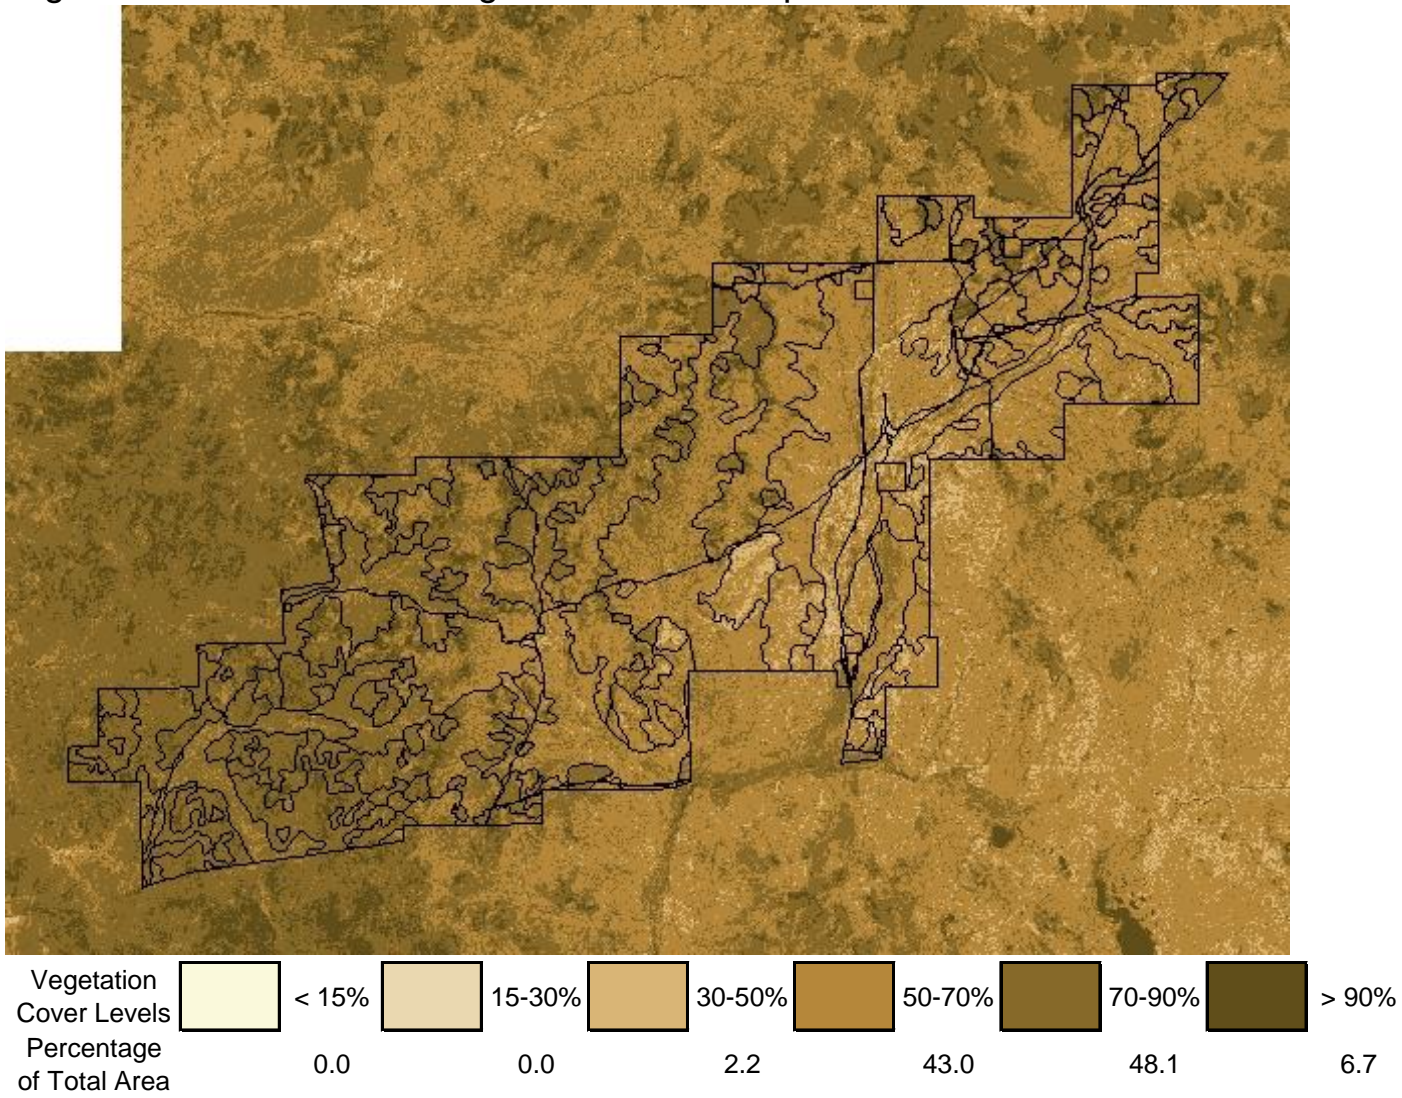 Vegetation
Cover Levels
< 15% 15-30% 30-50% 50-70% 70-90% > 90%
Percentage
of Total Area
0.0 0.0 2.2 43.0 48.1 6.7